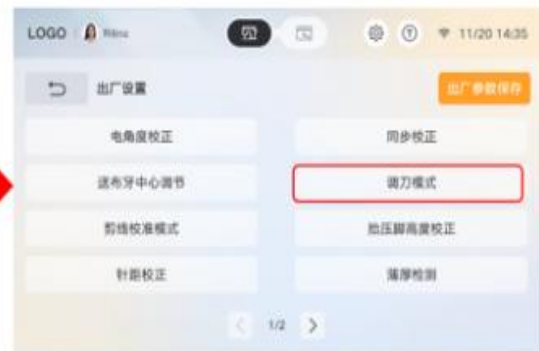 LOGO
11/20 14:35
出厂设置
出厂参数保存
电角度校正
同步校正
送布牙中心调节
调刀模式
剪线校准模式
抬压脚高度校正
针距校正
薄厚检测
1/2